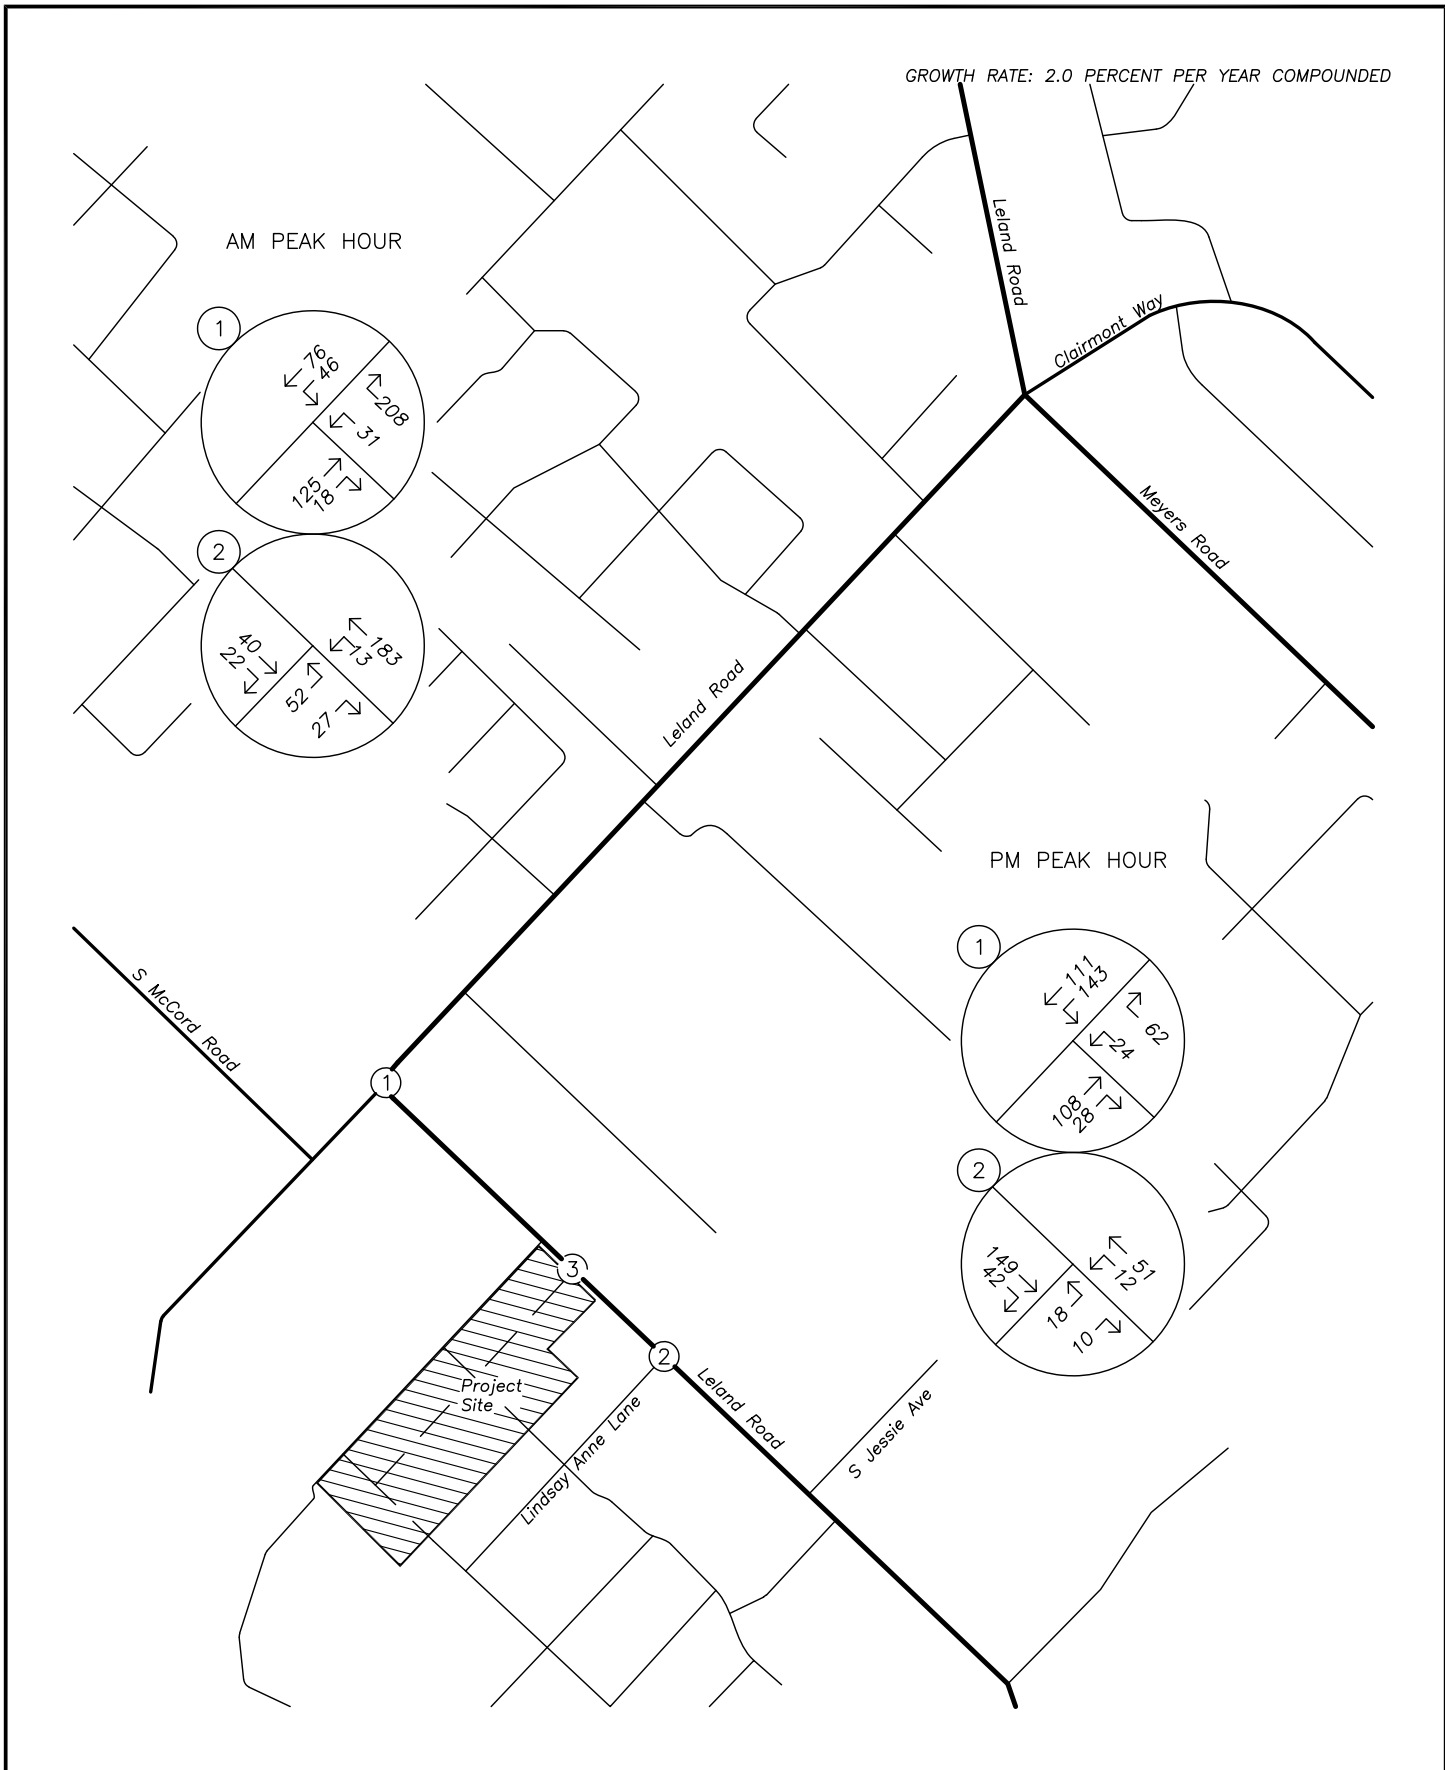 GROWTH RATE: 2.0 PERCENT PER YEAR COMPOUNDED
Leland Road
AM PEAK HOUR
Clairmont Way
1
76
46
208
31
125
18
Meyers Road
2
40
22
183
13
52
27
Leland Road
PM PEAK HOUR
1
111
143
62
24
108
28
S McCord Road
1
2
149
42
51
12
18
10
3
2
Project
Site
Leland Road
Lindsay Anne Lane
S Jessie Ave